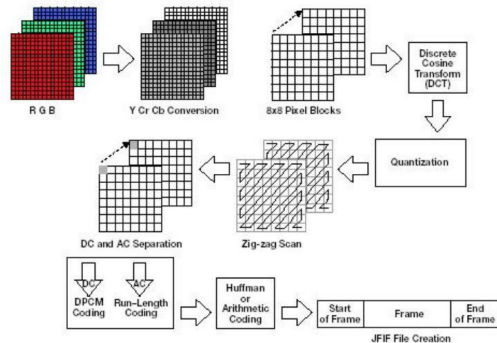 R G B
Y Cr Cb Conversion
8x8 Pixel Blocks
Discrete
Cosine
Transform
(DCT)
Quantization
Zig-zag Scan
DC and AC Separation
DC
DPCM
Coding
AC
Run-Length
Coding
Huffman
or
Arithmetic
Coding
Start
of Frame
Frame
End
of Frame
JFIF File Creation